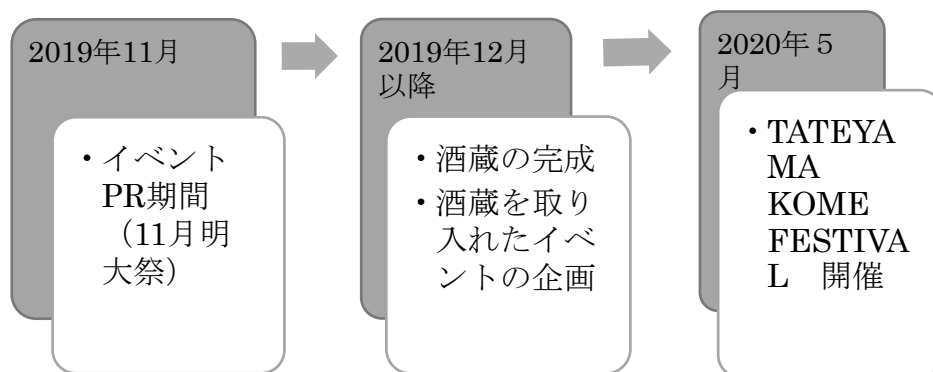 2019年11月
・イベント
PR期間
（11月明
大祭）
2019年12月
以降
・酒蔵の完成
・酒蔵を取り
入れたイベ
ントの企画
2020年５
月
・TATEYA
MA
KOME
FESTIVA
L　開催